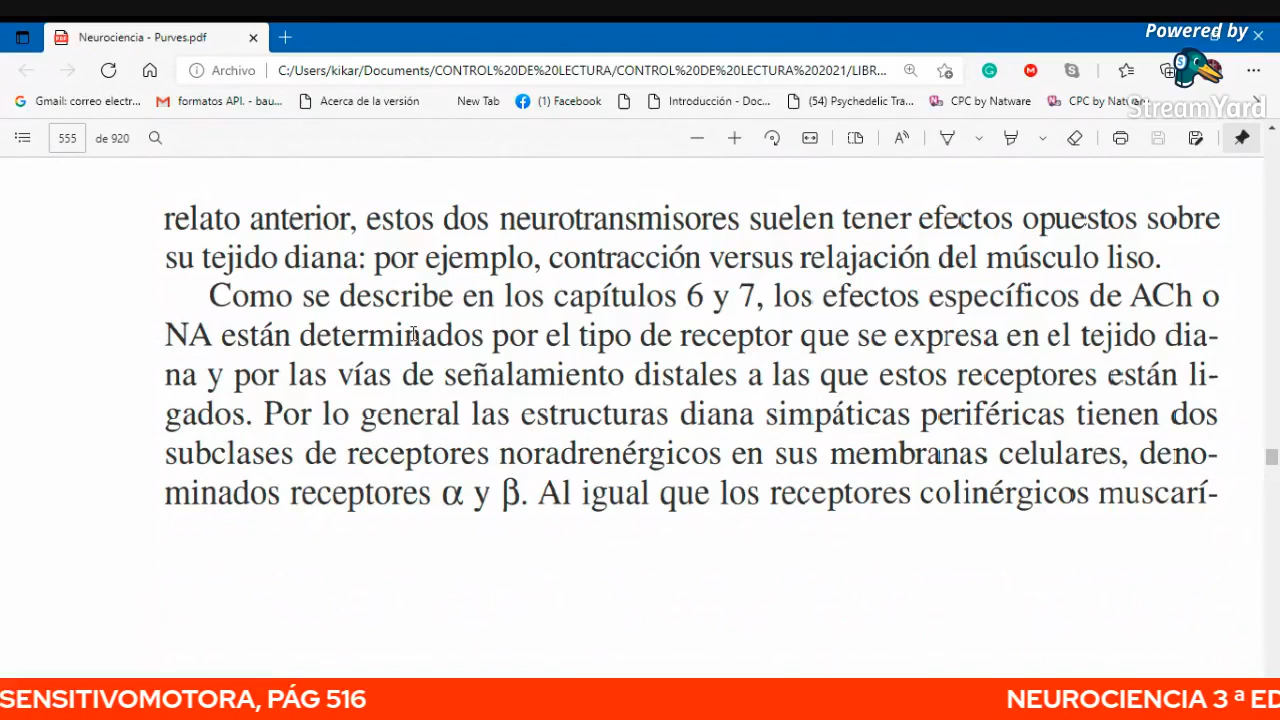 Powered by
Neurociencia - Purves.pdf
Archivo
C:/Users/kikar/Documents/CONTROL%20DE%20LECTURA/CONTROL%20DE%20LECTURA%202021/LIBR...
Gmail: correo electr...
formatos API. - bau...
Acerca de la versión
New Tab
(1) Facebook
Introducción - Doc...
(54) Psychedelic Tra...
CPC by Natware
CPC by Natware
StreamYard
555
de 920
relato anterior, estos dos neurotransmisores suelen tener efectos opuestos sobre
su tejido diana: por ejemplo, contracción versus relajación del músculo liso.
Como se describe en los capítulos 6 y 7, los efectos específicos de ACh o
NA están determinados por el tipo de receptor que se expresa en el tejido dia-
na y por las vías de señalamiento distales a las que estos receptores están li-
gados. Por lo general las estructuras diana simpáticas periféricas tienen dos
subclases de receptores noradrenérgicos en sus membranas celulares, deno-
minados receptores α y β. Al igual que los receptores colinérgicos muscarí-
SENSITIVOMOTORA, PÁG 516
NEUROCIENCIA 3 ª ED